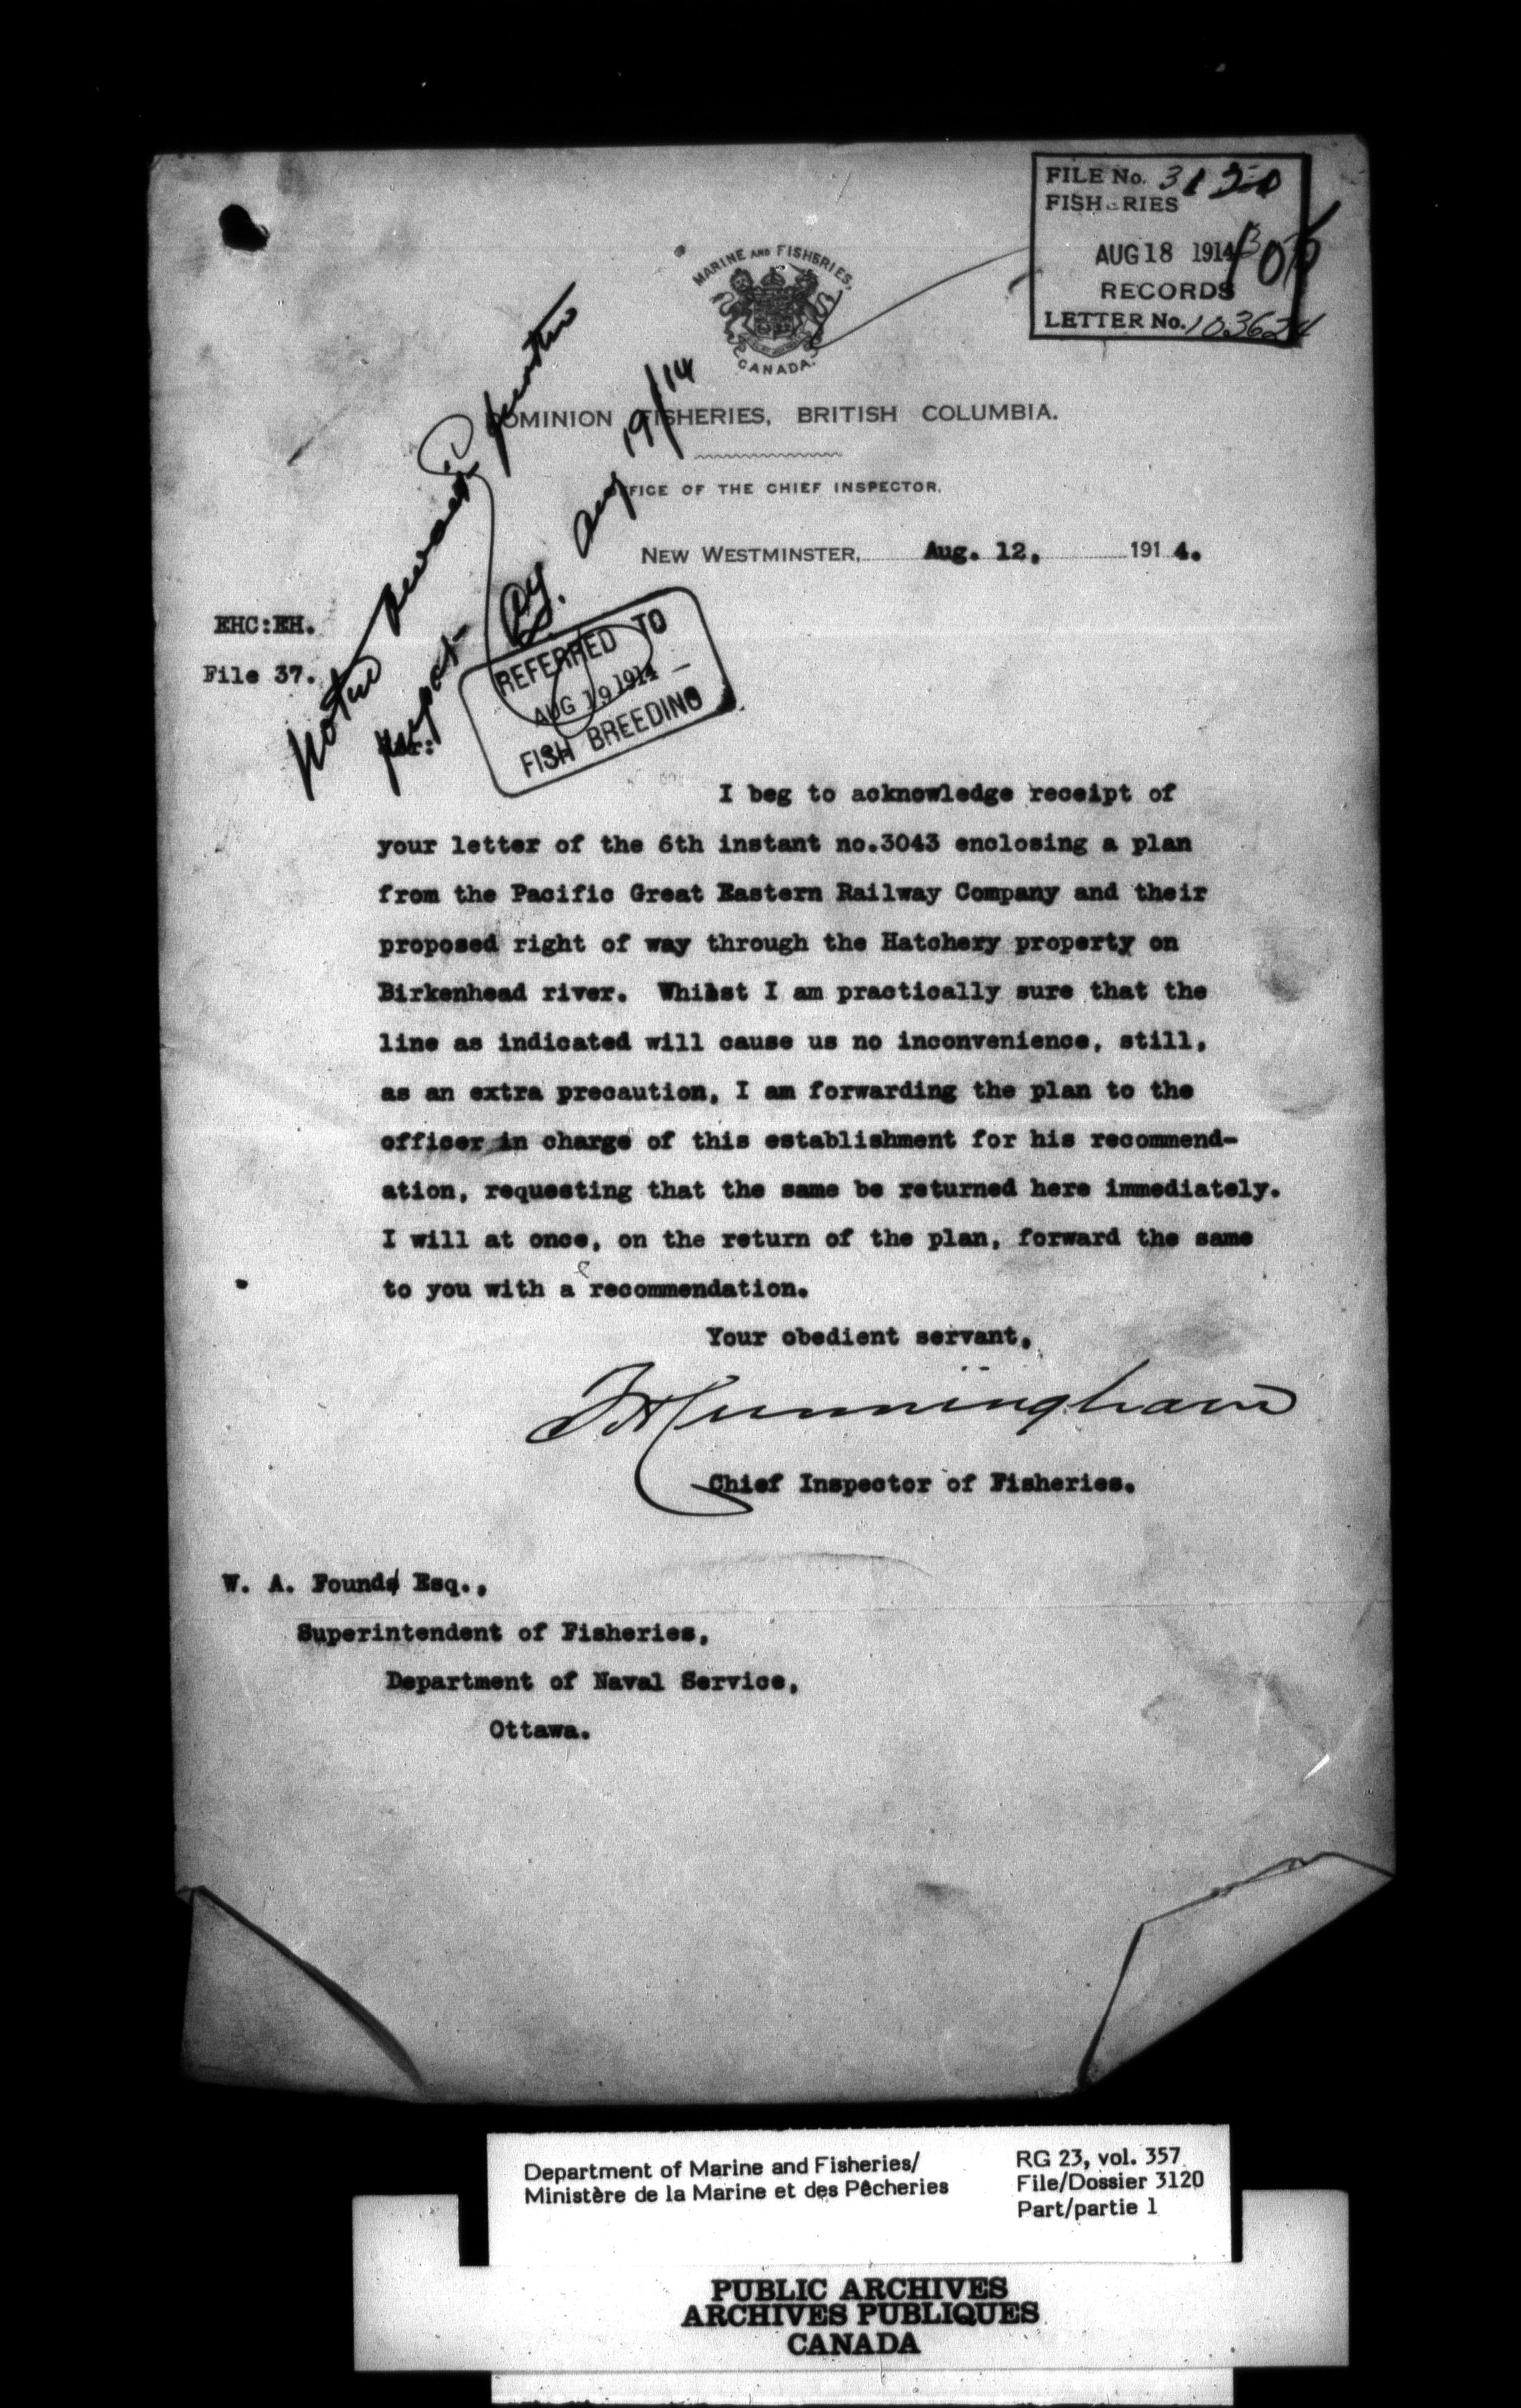 FILE No. 3120
FISHERIES
AUG 18 1914
RECORDS
LETTER No. 103624
MARINE AND FISHERIES,
CANADA.
DOMINION FISHERIES, BRITISH COLUMBIA.
OFFICE OF THE CHIEF INSPECTOR.
NEW WESTMINSTER, Aug. 12, 1914.
Aug 19/14
EHC:EH.
File 37.
REFERRED TO
AUG 19 1914
FISH BREEDING
Sir:
I beg to acknowledge receipt of
your letter of the 6th instant no.3043 enclosing a plan
from the Pacific Great Eastern Railway Company and their
proposed right of way through the Hatchery property on
Birkenhead river. Whilst I am practically sure that the
line as indicated will cause us no inconvenience, still,
as an extra precaution, I am forwarding the plan to the
officer in charge of this establishment for his recommend-
ation, requesting that the same be returned here immediately.
I will at once, on the return of the plan, forward the same
to you with a recommendation.
Your obedient servant,
Cunningham
Chief Inspector of Fisheries.
W. A. Found Esq.,
Superintendent of Fisheries,
Department of Naval Service,
Ottawa.
Department of Marine and Fisheries/
Ministère de la Marine et des Pêcheries
RG 23, vol. 357
File/Dossier 3120
Part/partie 1
PUBLIC ARCHIVES
ARCHIVES PUBLIQUES
CANADA